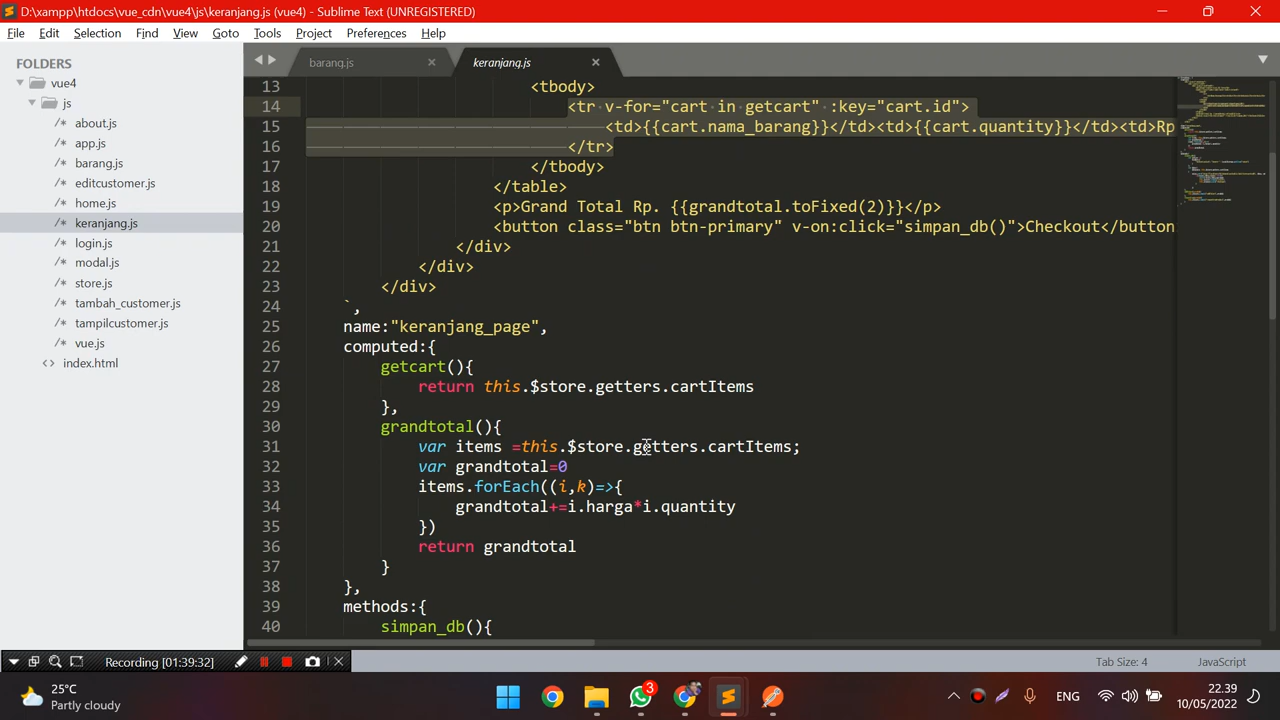 D:\xampp\htdocs\vue_cdn\vue4\js\keranjang.js (vue4) - Sublime Text (UNREGISTERED)
File Edit Selection Find View Goto Tools Project Preferences Help
FOLDERS
vue4
js
/* about.js
/* app.js
/* barang.js
/* editcustomer.js
/* home.js
/* keranjang.js
/* login.js
/* modal.js
/* store.js
/* tambah_customer.js
/* tampilcustomer.js
/* vue.js
<> index.html
barang.js keranjang.js
13 <tbody>
14 <tr v-for="cart in getcart" :key="cart.id">
15 <td>{{cart.nama_barang}}</td><td>{{cart.quantity}}</td><td>Rp
16 </tr>
17 </tbody>
18 </table>
19 <p>Grand Total Rp. {{grandtotal.toFixed(2)}}</p>
20 <button class="btn btn-primary" v-on:click="simpan_db()">Checkout</button
21 </div>
22 </div>
23 </div>
24 `,
25 name:"keranjang_page",
26 computed:{
27 getcart(){
28 return this.$store.getters.cartItems
29 },
30 grandtotal(){
31 var items =this.$store.getters.cartItems;
32 var grandtotal=0
33 items.forEach((i,k)=>{
34 grandtotal+=i.harga*i.quantity
35 })
36 return grandtotal
37 }
38 },
39 methods:{
40 simpan_db(){
Recording [01:39:32]
Tab Size: 4 JavaScript
25°C
Partly cloudy
3
ENG
22.39
10/05/2022